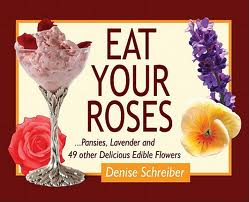 EAT
YOUR
ROSES
...Pansies, Lavender and
49 other Delicious Edible Flowers
Denise Schreiber